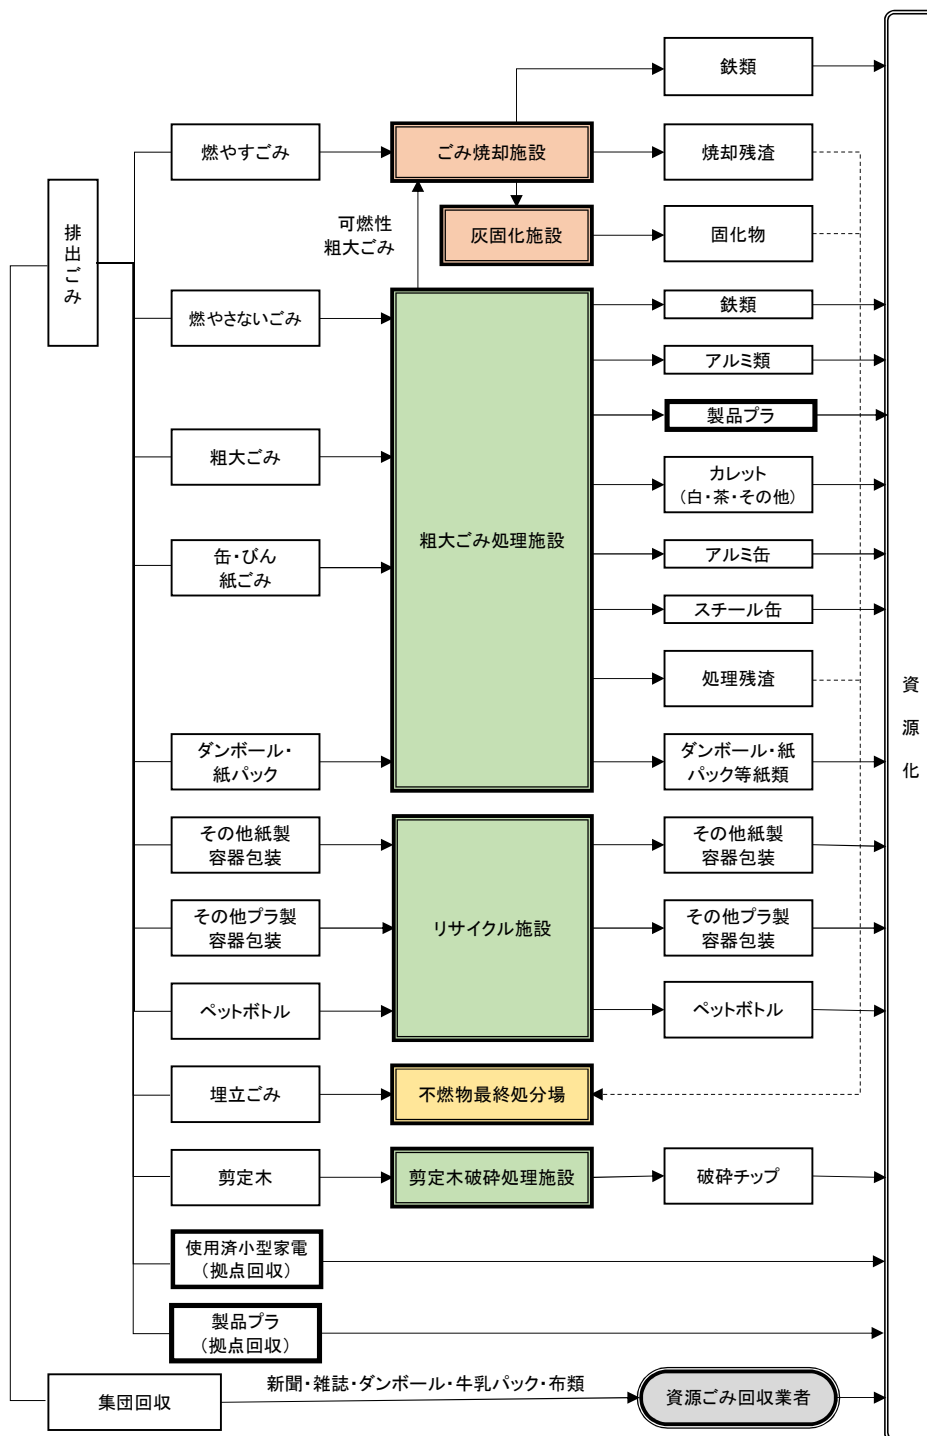 鉄類
燃やすごみ
ごみ焼却施設
焼却残渣
排出ごみ
可燃性
粗大ごみ
灰固化施設
固化物
燃やさないごみ
鉄類
アルミ類
製品プラ
粗大ごみ
カレット
(白・茶・その他)
粗大ごみ処理施設
缶・びん
紙ごみ
アルミ缶
スチール缶
処理残渣
資源化
ダンボール・
紙パック
ダンボール・紙
パック等紙類
その他紙製
容器包装
その他紙製
容器包装
その他プラ製
容器包装
リサイクル施設
その他プラ製
容器包装
ペットボトル
ペットボトル
埋立ごみ
不燃物最終処分場
剪定木
剪定木破砕処理施設
破砕チップ
使用済小型家電
(拠点回収)
製品プラ
(拠点回収)
集団回収
新聞・雑誌・ダンボール・牛乳パック・布類
資源ごみ回収業者